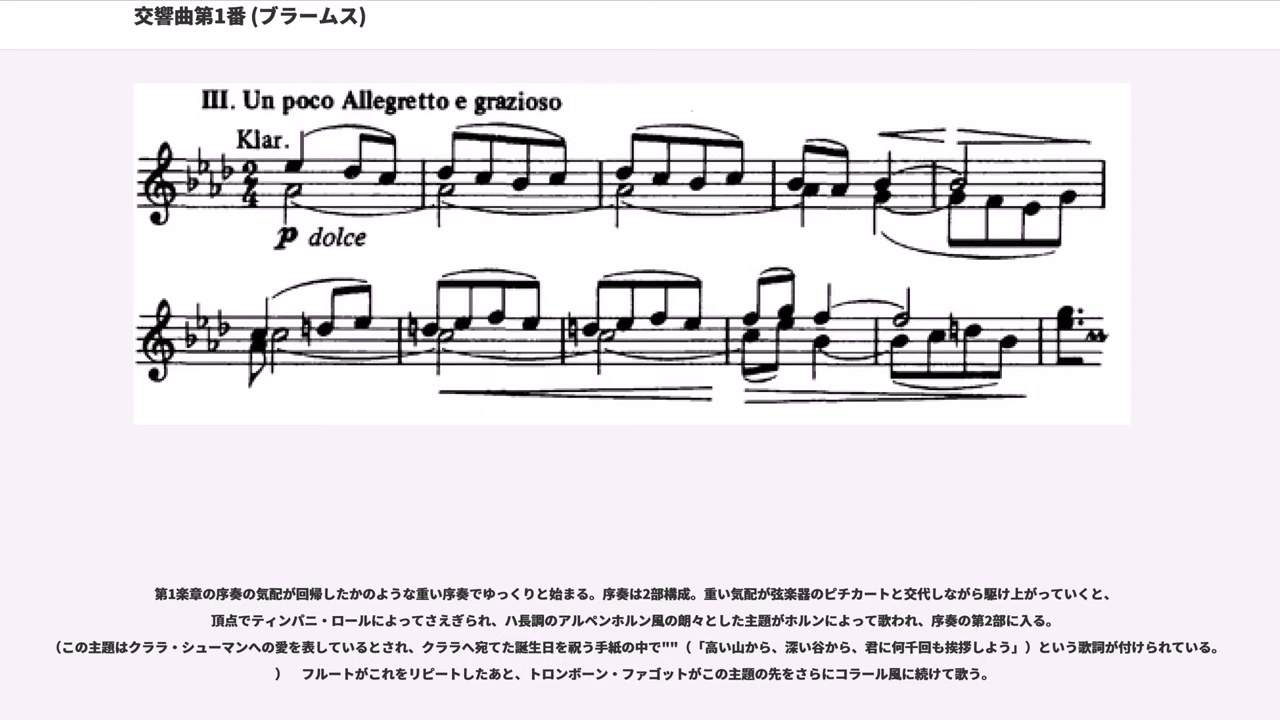 交響曲第1番 (ブラームス)
III. Un poco Allegretto e grazioso
Klar.
2
4
p dolce
第1楽章の序奏の気配が回帰したかのような重い序奏でゆっくりと始まる。序奏は2部構成。重い気配が弦楽器のピチカートと交代しながら駆け上がっていくと、
頂点でティンパニ・ロールによってさえぎられ、ハ長調のアルペンホルン風の朗々とした主題がホルンによって歌われ、序奏の第2部に入る。
(この主題はクララ・シューマンへの愛を表しているとされ、クララへ宛てた誕生日を祝う手紙の中で""(「高い山から、深い谷から、君に何千回も挨拶しよう」)という歌詞が付けられている。
) フルートがこれをリピートしたあと、トロンボーン・ファゴットがこの主題の先をさらにコラール風に続けて歌う。